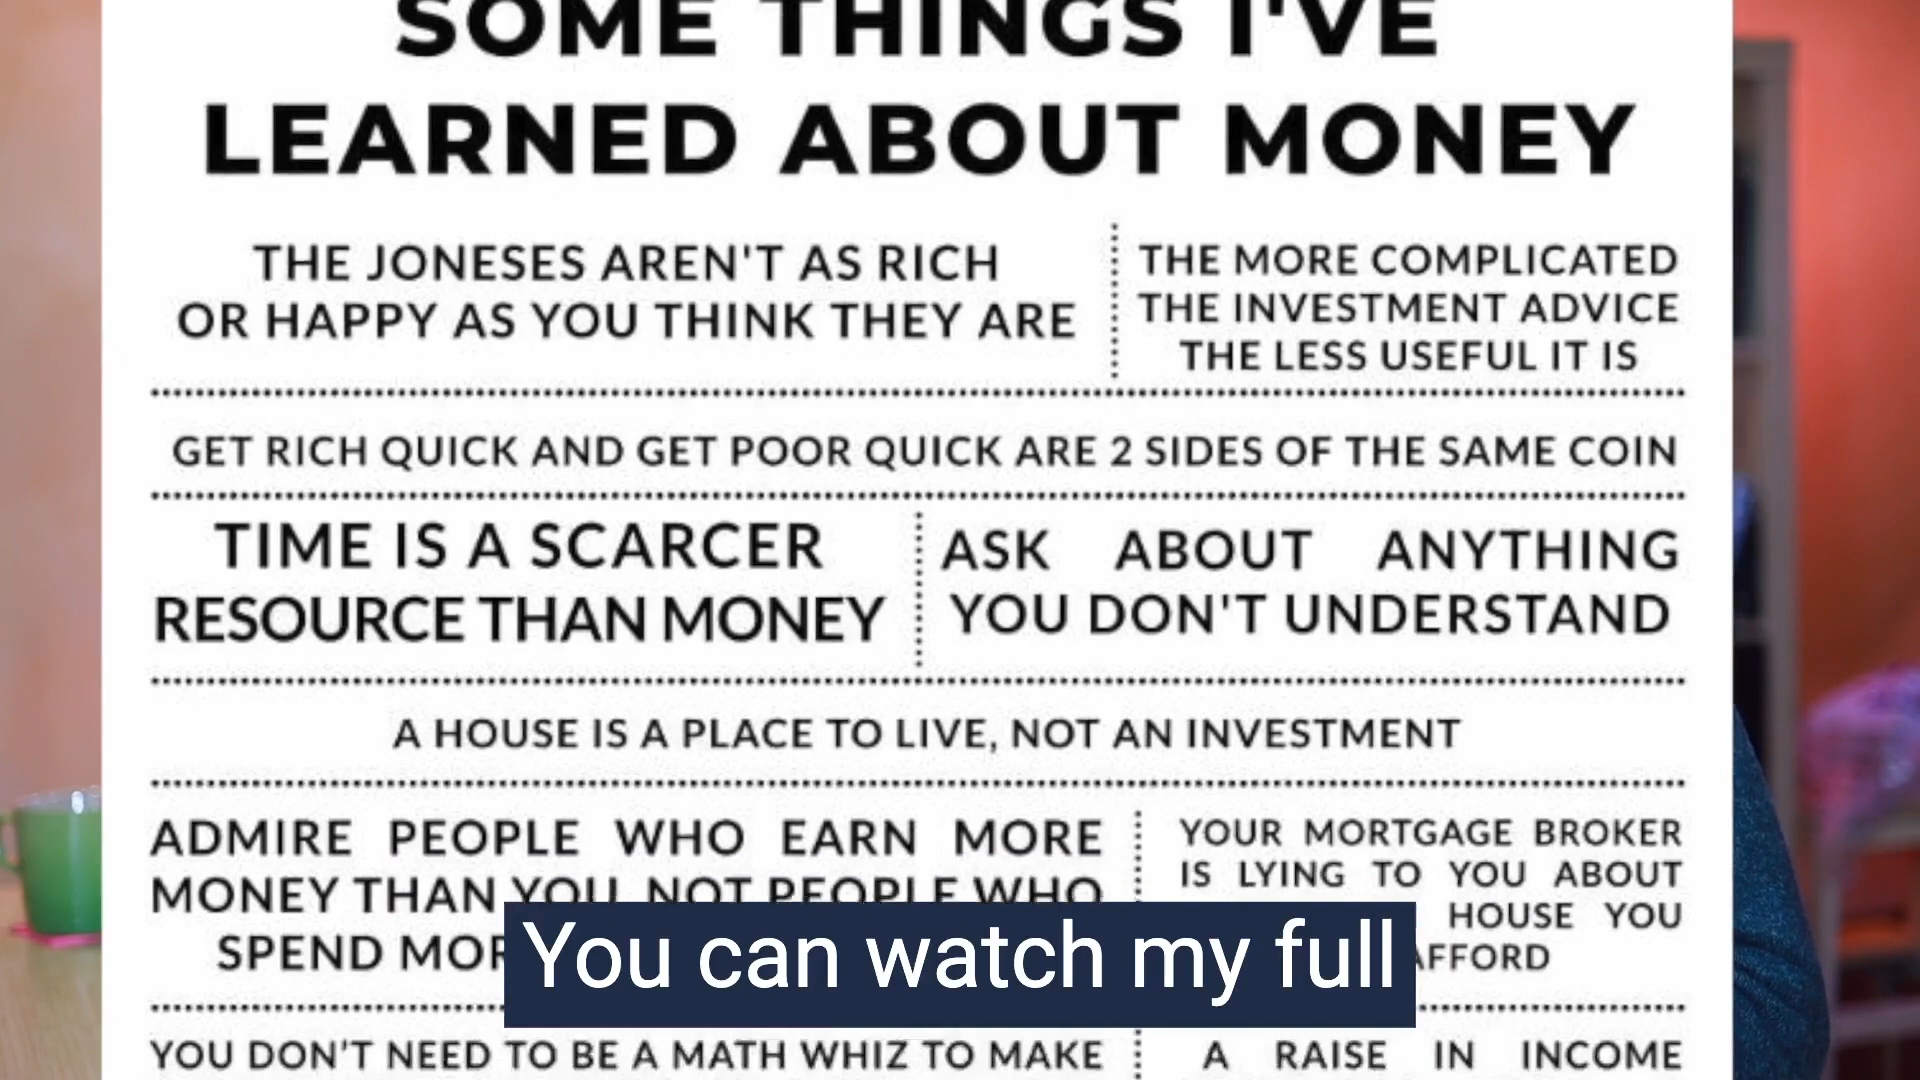 SOME THINGS I'VE
LEARNED ABOUT MONEY
THE JONESES AREN'T AS RICH
OR HAPPY AS YOU THINK THEY ARE
THE MORE COMPLICATED
THE INVESTMENT ADVICE
THE LESS USEFUL IT IS
GET RICH QUICK AND GET POOR QUICK ARE 2 SIDES OF THE SAME COIN
TIME IS A SCARCER
RESOURCE THAN MONEY
ASK ABOUT ANYTHING
YOU DON'T UNDERSTAND
A HOUSE IS A PLACE TO LIVE, NOT AN INVESTMENT
ADMIRE PEOPLE WHO EARN MORE
MONEY THAN YOU, NOT PEOPLE WHO
SPEND
YOUR MORTGAGE BROKER
IS LYING TO YOU ABOUT
HOUSE YOU
AFFORD
You can watch my full
YOU DON'T NEED TO BE A MATH WHIZ TO MAKE
A RAISE IN INCOME